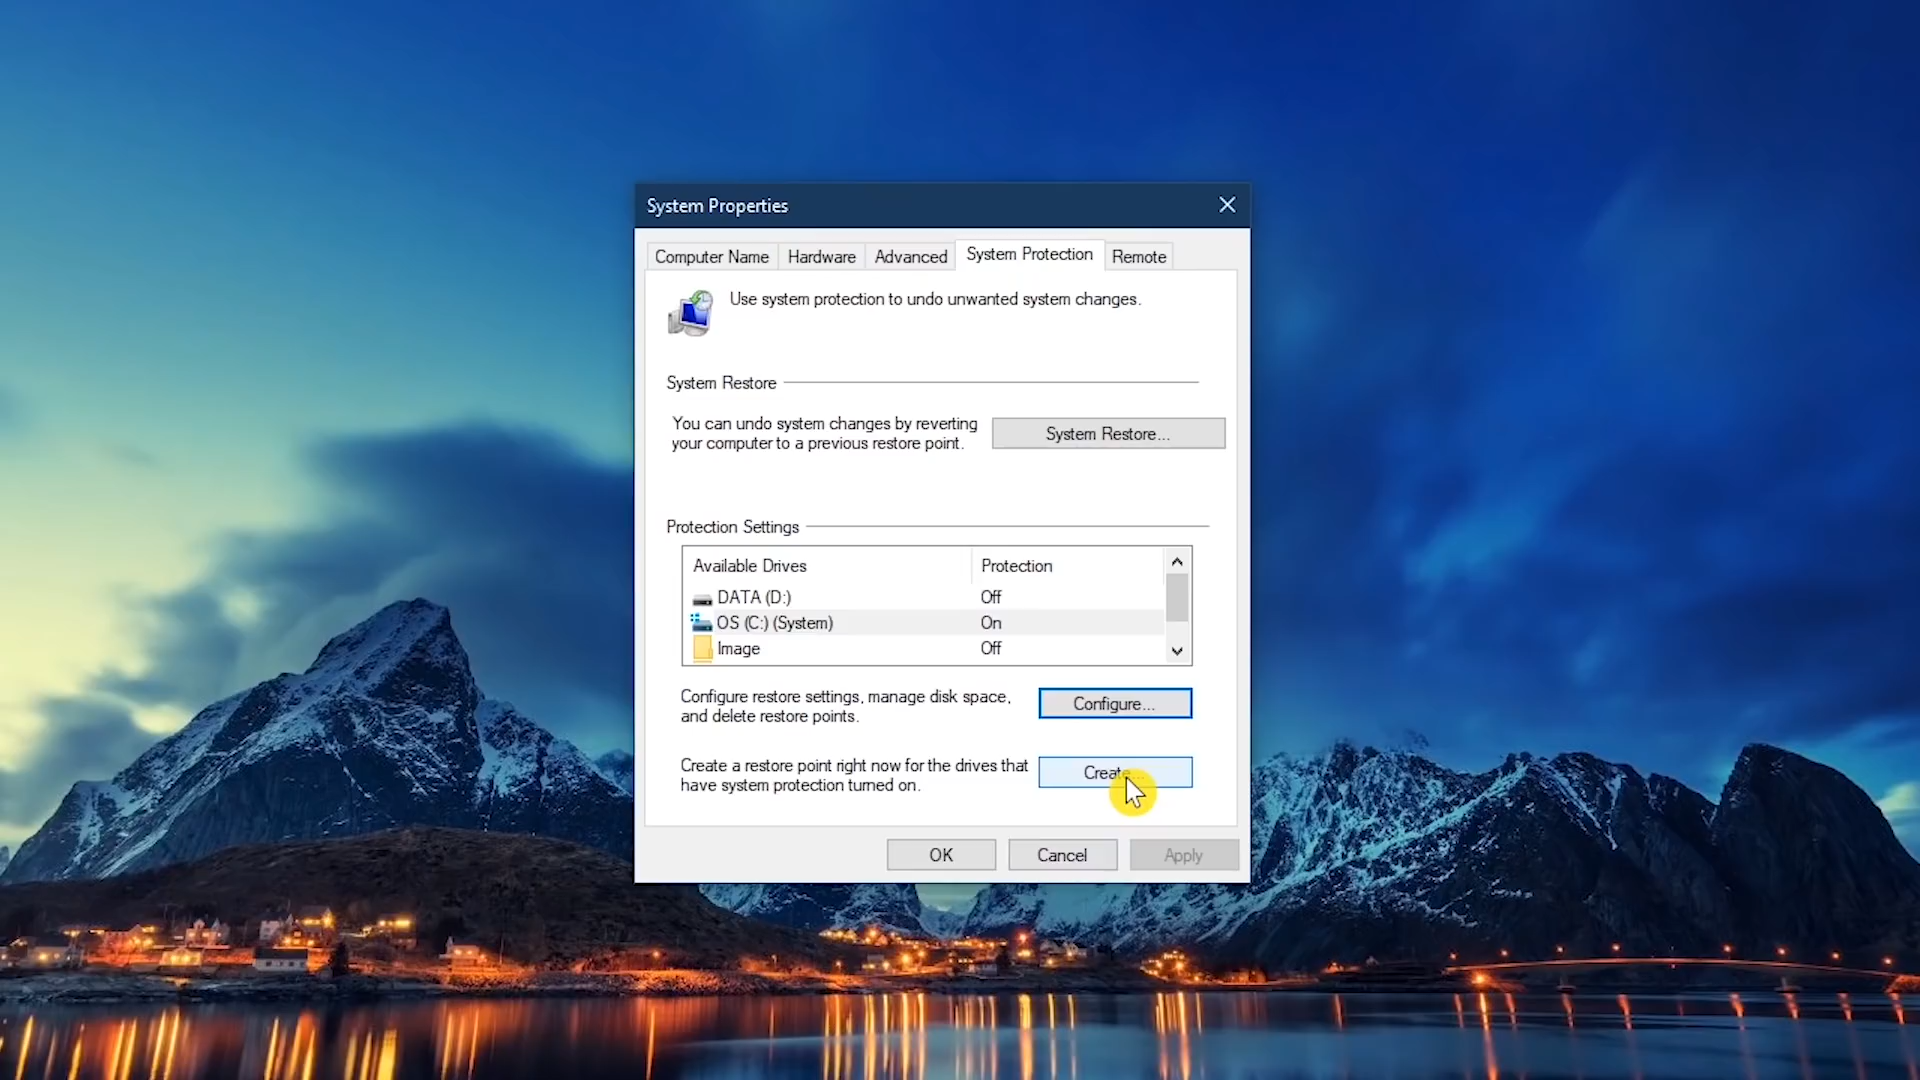 System Properties
Computer Name
Hardware
Advanced
System Protection
Remote
Use system protection to undo unwanted system changes.
System Restore
You can undo system changes by reverting
your computer to a previous restore point.
System Restore...
Protection Settings
Available Drives
Protection
DATA (D:)
Off
OS (C:) (System)
On
Image
Off
Configure restore settings, manage disk space,
and delete restore points.
Configure...
Create a restore point right now for the drives that
have system protection turned on.
Create...
OK
Cancel
Apply